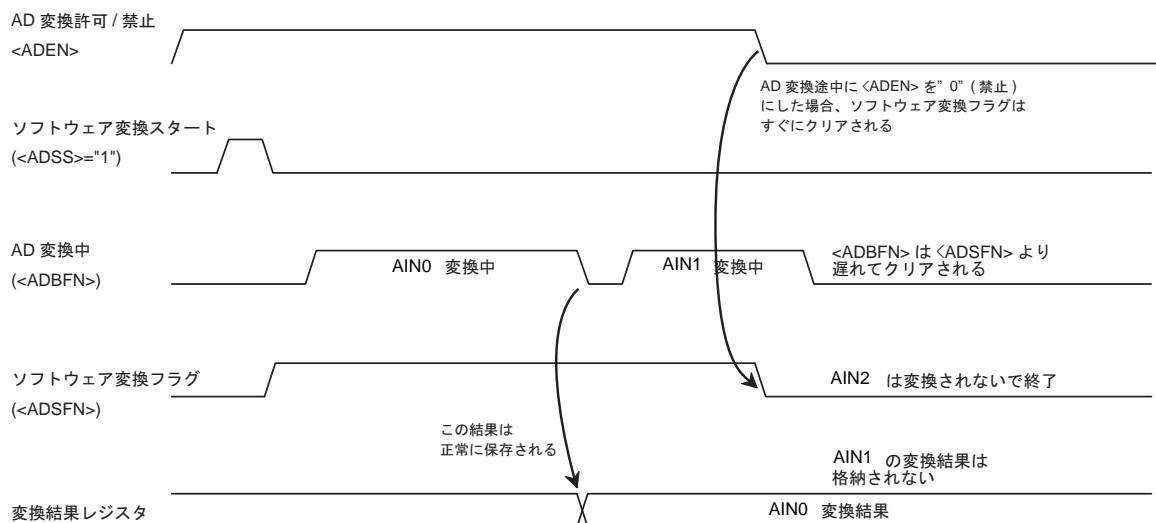 AD 変換許可 / 禁止
<ADEN>
AD 変換途中に<ADEN> を" 0" ( 禁止 )
にした場合、ソフトウェア変換フラグは
すぐにクリアされる
ソフトウェア変換スタート
(<ADSS>="1")
AD 変換中
(<ADBFN>)
AIN0 変換中
AIN1 変換中
<ADBFN> は<ADSFN> より
遅れてクリアされる
ソフトウェア変換フラグ
(<ADSFN>)
AIN2 は変換されないで終了
この結果は
正常に保存される
AIN1 の変換結果は
格納されない
変換結果レジスタ
AIN0 変換結果